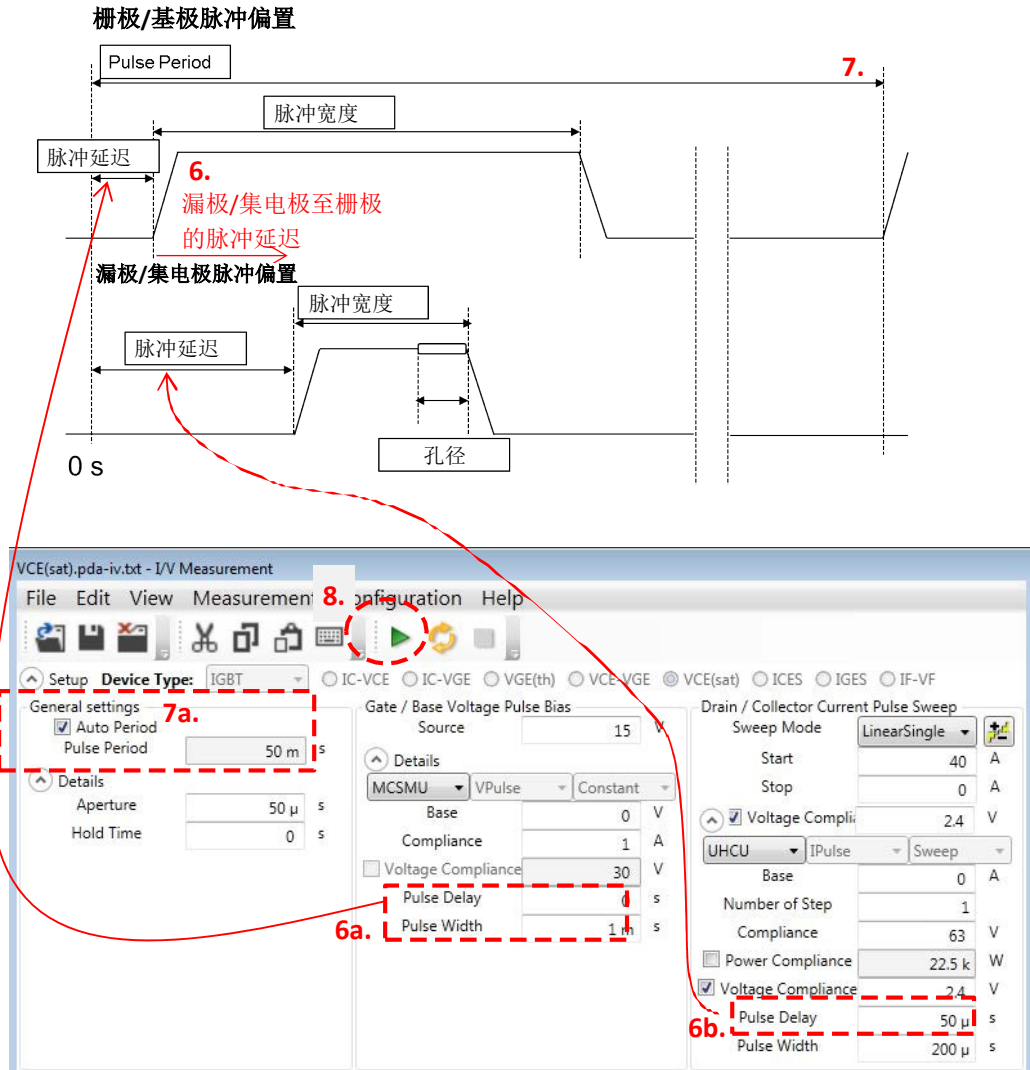 栅极/基极脉冲偏置
Pulse Period
7.
脉冲宽度
脉冲延迟
6.
漏极/集电极至栅极
的脉冲延迟
漏极/集电极脉冲偏置
脉冲宽度
脉冲延迟
孔径
0 s
VCE(sat).pda-iv.txt - I/V Measurement
File Edit View Measurement 8. onfiguration Help
Setup Device Type: IGBT IC-VCE IC-VGE VGE(th) VCE-VGE VCE(sat) ICES IGES IF-VF
General settings
7a.
Auto Period
Pulse Period 50 m s
Details
Aperture 50 µ s
Hold Time 0 s
Gate / Base Voltage Pulse Bias
Source 15 V
Details
MCSMU VPulse Constant
Base 0 V
Compliance 1 A
Voltage Compliance 30 V
Pulse Delay 0 s
6a.
Pulse Width 1 m s
Drain / Collector Current Pulse Sweep
Sweep Mode LinearSingle
Start 40 A
Stop 0 A
Voltage Complia 2.4 V
UHCU IPulse Sweep
Base 0 A
Number of Step 1
Compliance 63 V
Power Compliance 22.5 k W
Voltage Compliance 2.4 V
6b.
Pulse Delay 50 µ s
Pulse Width 200 µ s